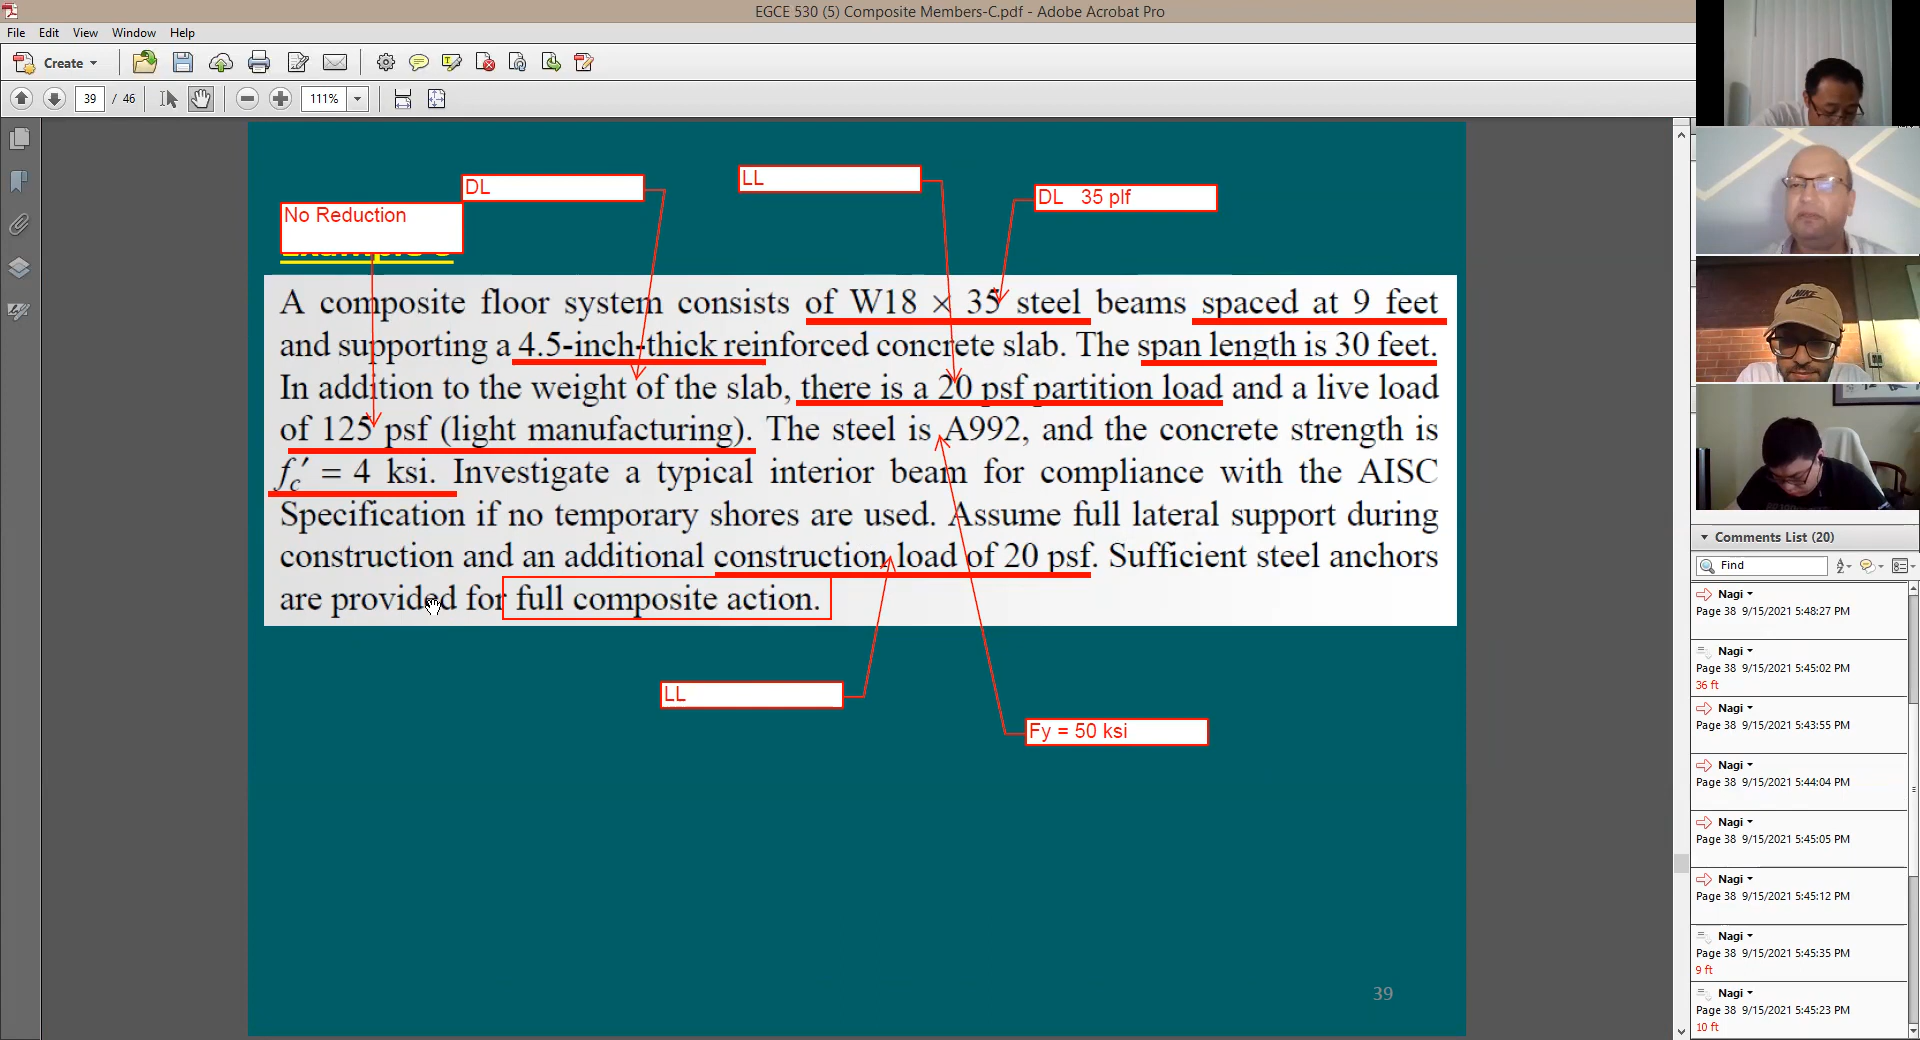 EGCE 530 (5) Composite Members-C.pdf - Adobe Acrobat Pro
File Edit View Window Help
Create
39 / 46
111%
DL
LL
DL 35 plf
No Reduction
A composite floor system consists of W18 × 35 steel beams spaced at 9 feet
and supporting a 4.5-inch-thick reinforced concrete slab. The span length is 30 feet.
In addition to the weight of the slab, there is a 20 psf partition load and a live load
of 125 psf (light manufacturing). The steel is A992, and the concrete strength is
f′c = 4 ksi. Investigate a typical interior beam for compliance with the AISC
Specification if no temporary shores are used. Assume full lateral support during
construction and an additional construction load of 20 psf. Sufficient steel anchors
are provided for full composite action.
LL
Fy = 50 ksi
39
Comments List (20)
Find
Nagi
Page 38 9/15/2021 5:48:27 PM
Nagi
Page 38 9/15/2021 5:45:02 PM
36 ft
Nagi
Page 38 9/15/2021 5:43:55 PM
Nagi
Page 38 9/15/2021 5:44:04 PM
Nagi
Page 38 9/15/2021 5:45:05 PM
Nagi
Page 38 9/15/2021 5:45:12 PM
Nagi
Page 38 9/15/2021 5:45:35 PM
9 ft
Nagi
Page 38 9/15/2021 5:45:23 PM
10 ft